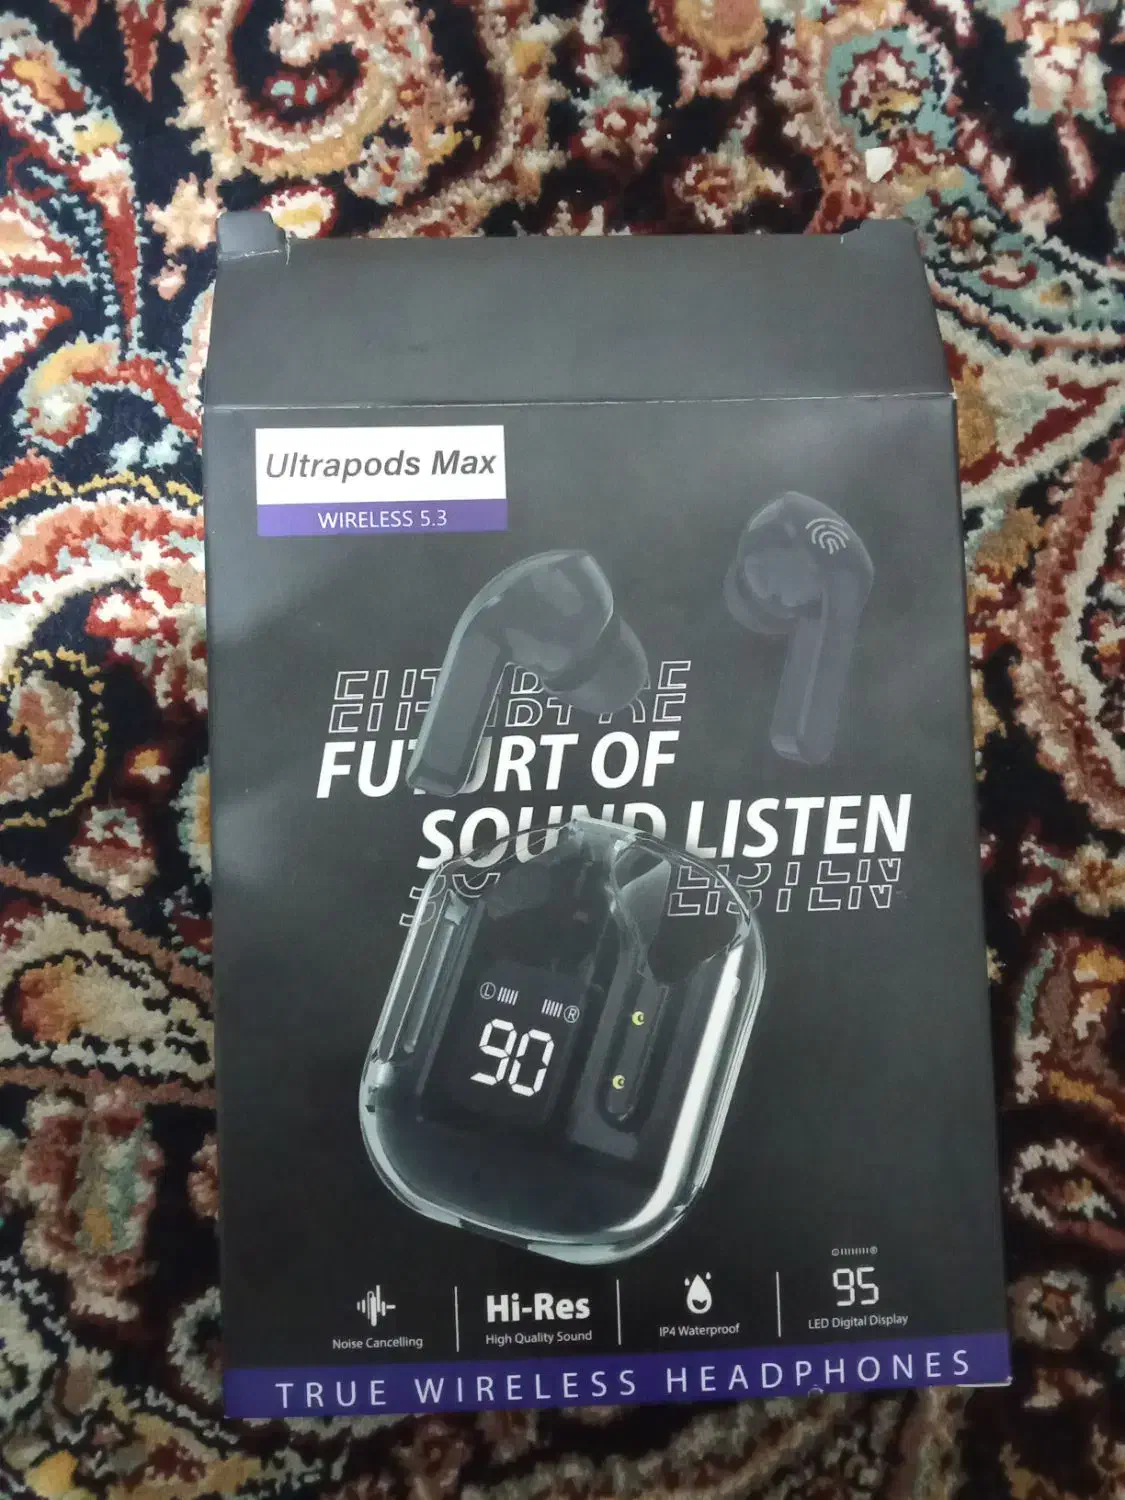 Ultrapods Max
WIRELESS 5.3
FUTURT OF
SOUND LISTEN
LISTEN
L R
90
95
Noise Cancelling
Hi-Res
High Quality Sound
IP4 Waterproof
LED Digital Display
TRUE WIRELESS HEADPHONES